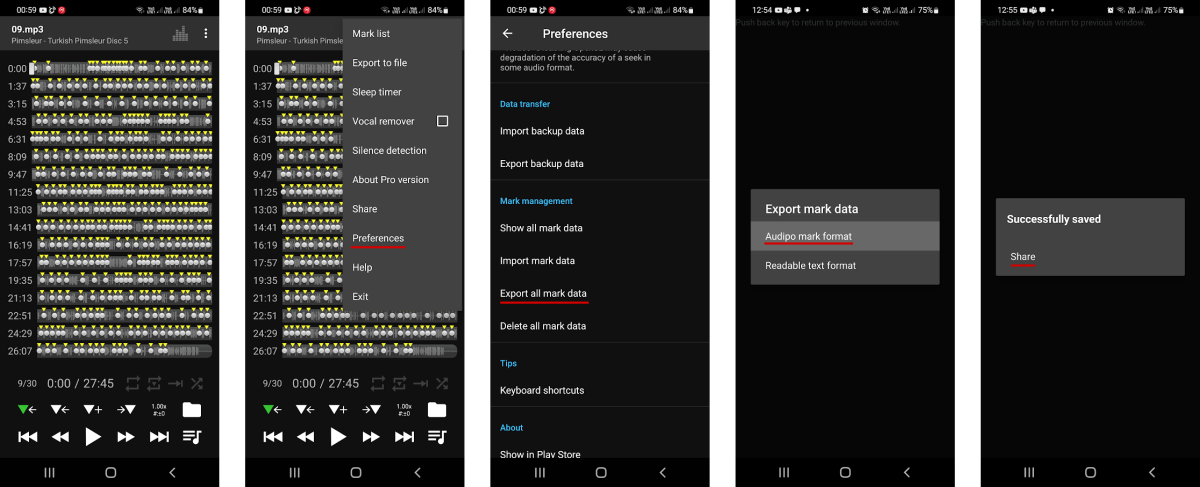 00:59
84%
09.mp3
Pimsleur - Turkish Pimsleur Disc 5
0:00
1:37
3:15
4:53
6:31
8:09
9:47
11:25
13:03
14:41
16:19
17:57
19:35
21:13
22:51
24:29
26:07
9/30 0:00 / 27:45
1.00x
#:±0
00:59
84%
09.mp3
Pimsleur - Turkish Pimsle
0:00
1:37
3:15
4:53
6:31
8:09
9:47
11:25
13:03
14:41
16:19
17:57
19:35
21:13
22:51
24:29
26:07
Mark list
Export to file
Sleep timer
Vocal remover
Silence detection
About Pro version
Share
Preferences
Help
Exit
9/30 0:00 / 27:45
1.00x
#:±0
00:59
84%
Preferences
degradation of the accuracy of a seek in
some audio format.
Data transfer
Import backup data
Export backup data
Mark management
Show all mark data
Import mark data
Export all mark data
Delete all mark data
Tips
Keyboard shortcuts
About
Show in Play Store
12:54
75%
Push back key to return to previous window.
Export mark data
Audipo mark format
Readable text format
12:55
75%
Push back key to return to previous window.
Successfully saved
Share